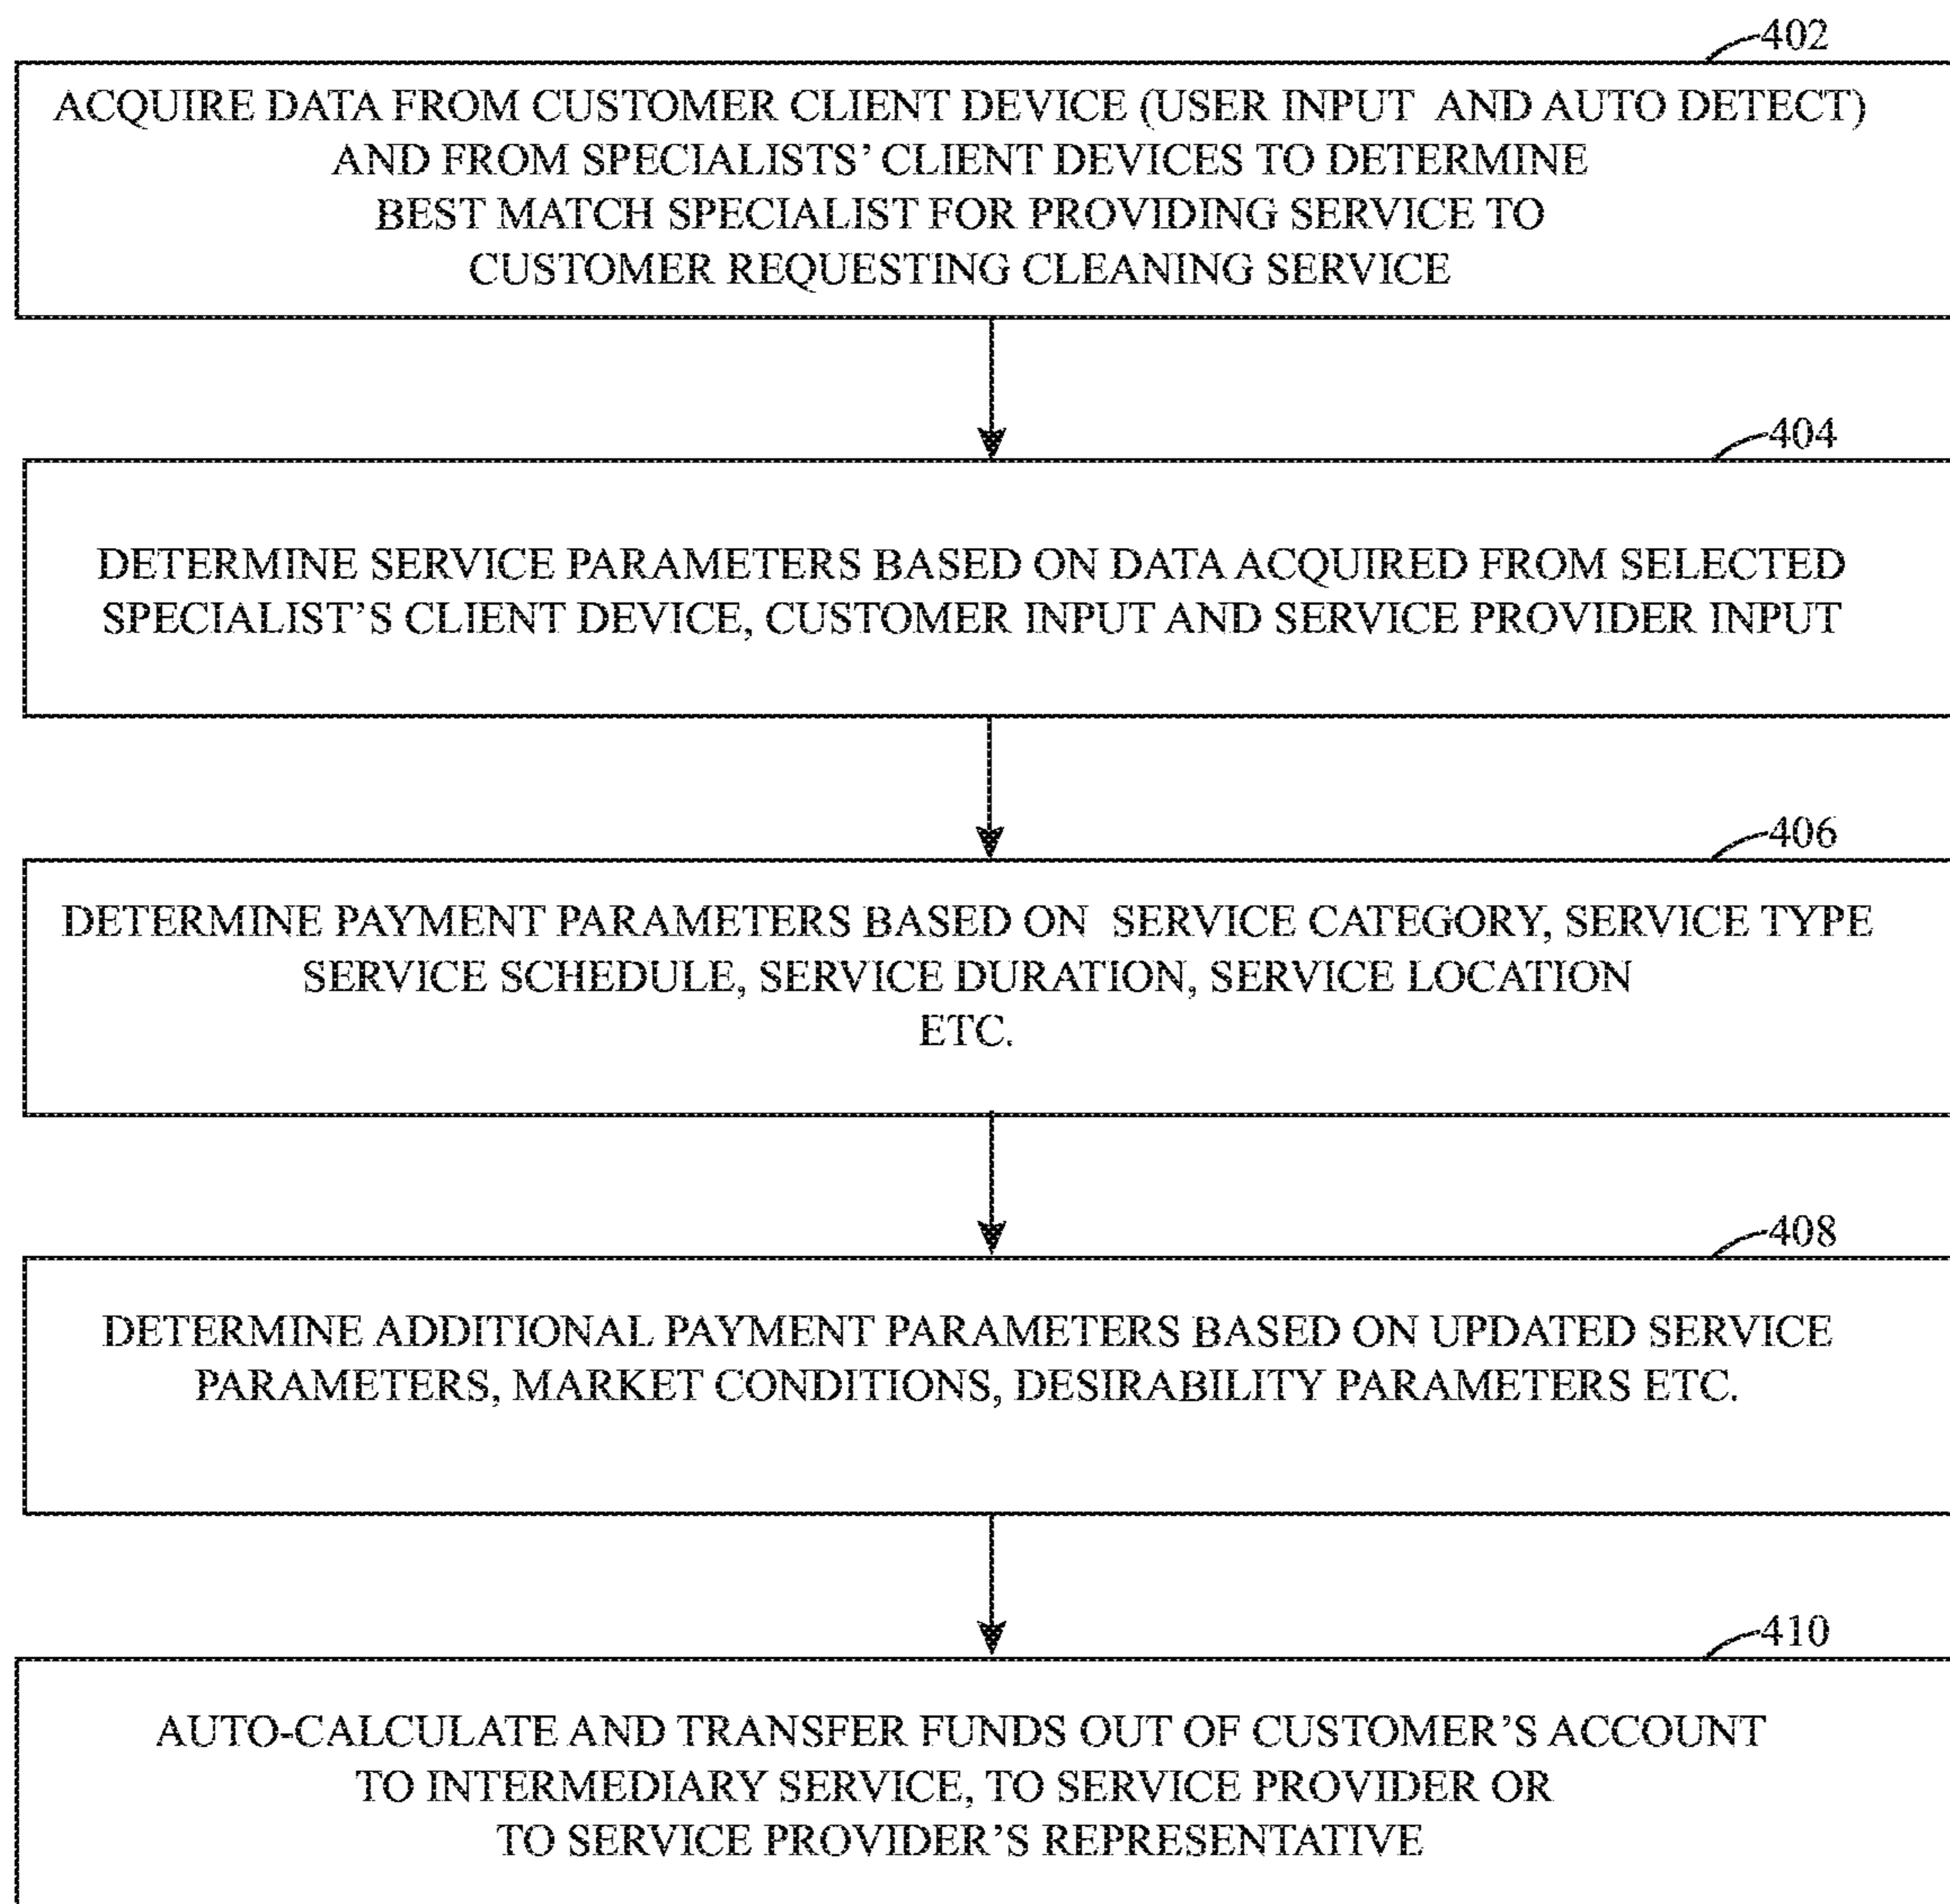 402
ACQUIRE DATA FROM CUSTOMER CLIENT DEVICE (USER INPUT AND AUTO DETECT)
AND FROM SPECIALISTS' CLIENT DEVICES TO DETERMINE
BEST MATCH SPECIALIST FOR PROVIDING SERVICE TO
CUSTOMER REQUESTING CLEANING SERVICE
404
DETERMINE SERVICE PARAMETERS BASED ON DATA ACQUIRED FROM SELECTED
SPECIALIST'S CLIENT DEVICE, CUSTOMER INPUT AND SERVICE PROVIDER INPUT
406
DETERMINE PAYMENT PARAMETERS BASED ON SERVICE CATEGORY, SERVICE TYPE
SERVICE SCHEDULE, SERVICE DURATION, SERVICE LOCATION
ETC.
408
DETERMINE ADDITIONAL PAYMENT PARAMETERS BASED ON UPDATED SERVICE
PARAMETERS, MARKET CONDITIONS, DESIRABILITY PARAMETERS ETC.
410
AUTO-CALCULATE AND TRANSFER FUNDS OUT OF CUSTOMER'S ACCOUNT
TO INTERMEDIARY SERVICE, TO SERVICE PROVIDER OR
TO SERVICE PROVIDER'S REPRESENTATIVE